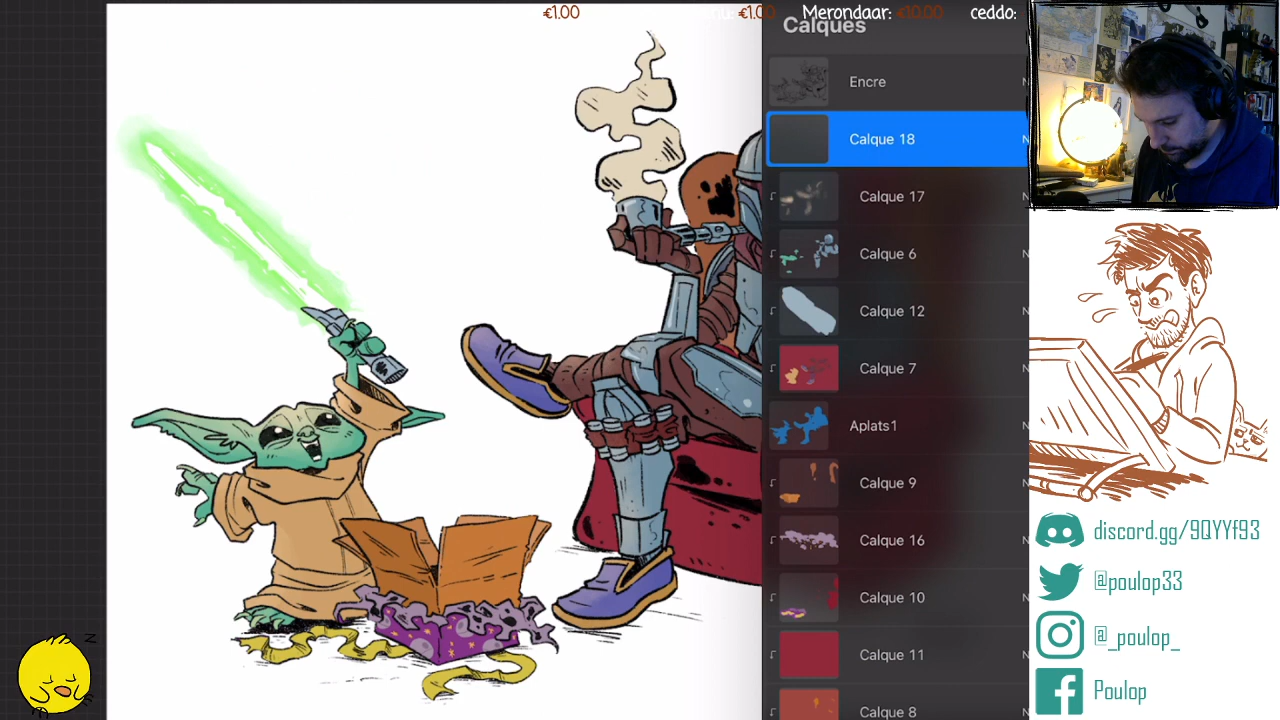 €1.00
€1.00
Merondaar: €10.00
ceddo:
Calques
Encre
N
Calque 18
N
Calque 17
N
Calque 6
N
Calque 12
N
Calque 7
N
Aplats1
N
Calque 9
N
Calque 16
N
Calque 10
N
Calque 11
N
Calque 8
N
discord.gg/9QYYf93
@poulop33
@_poulop_
Poulop
z